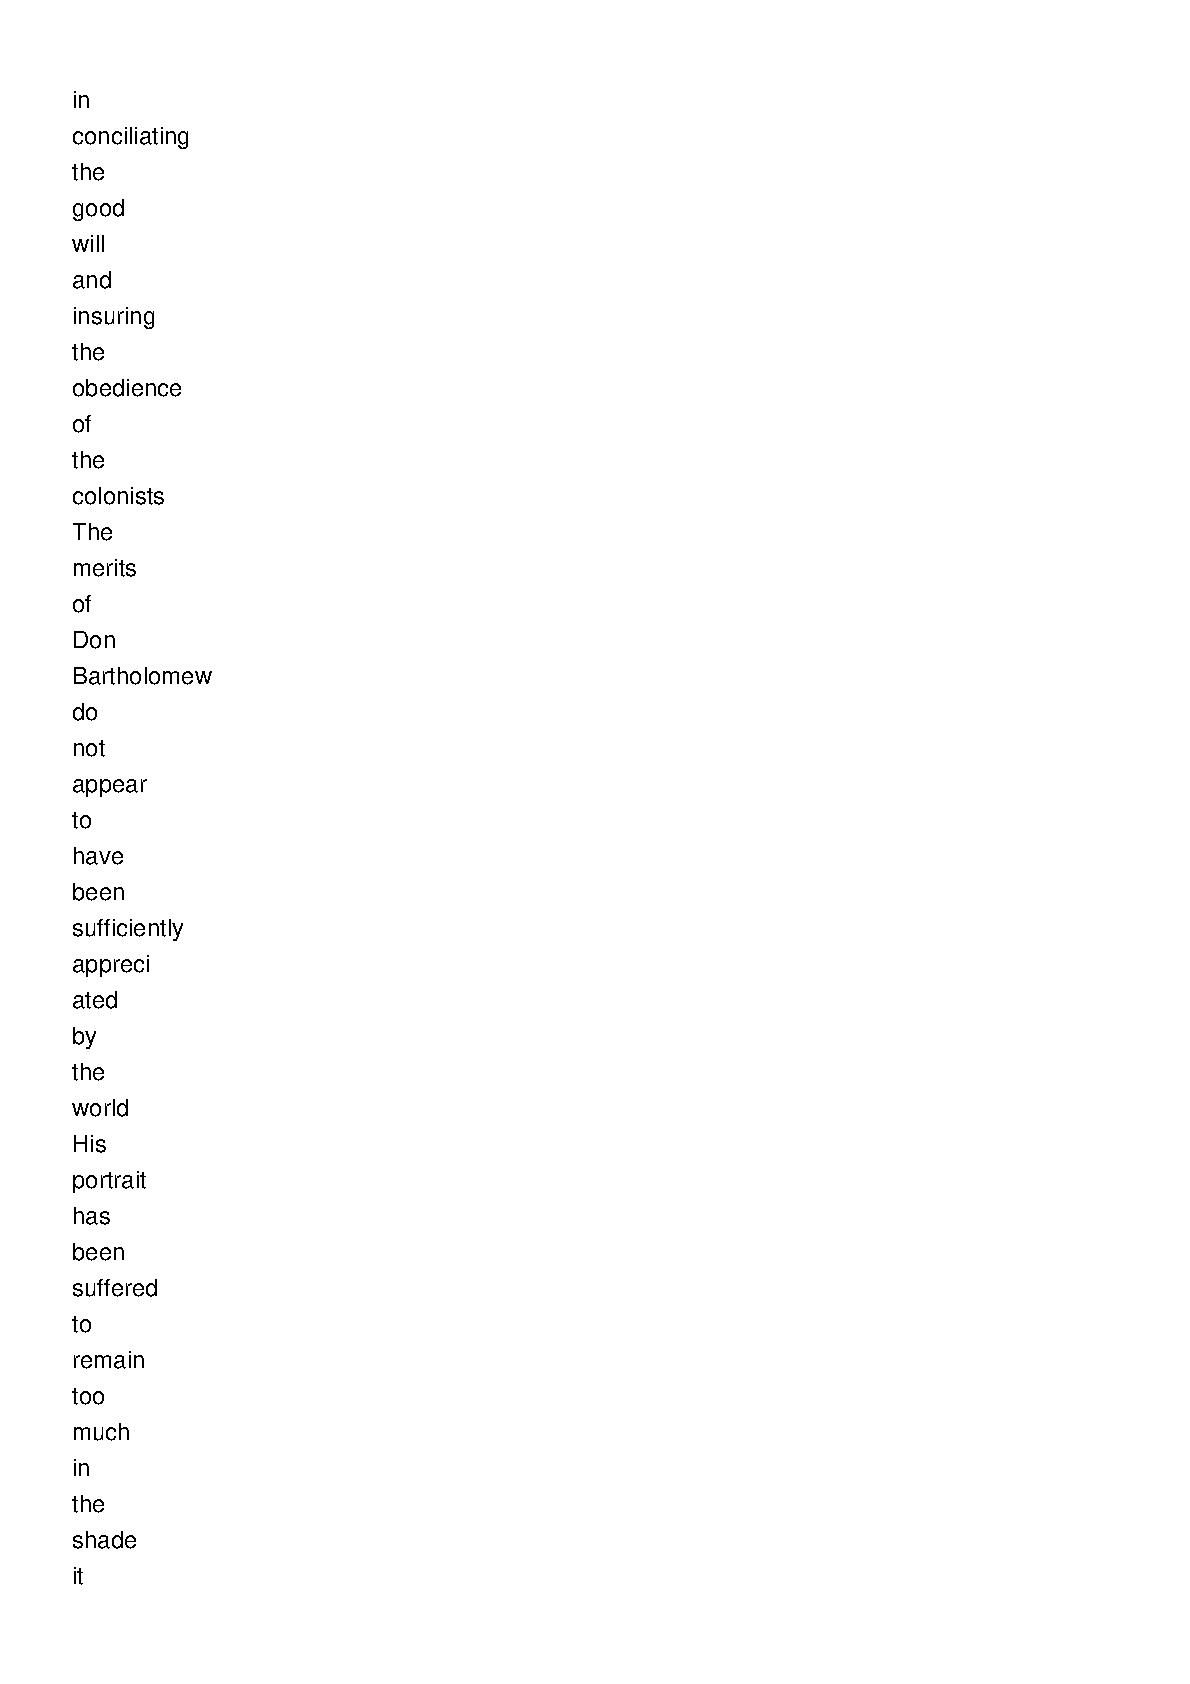 in
conciliating
the
good
will
and
insuring
the
obedience
of
the
colonists
The
merits
of
Don
Bartholomew
do
not
appear
to
have
been
sufficiently
appreci
ated
by
the
world
His
portrait
has
been
suffered
to
remain
too
much
in
the
shade
it